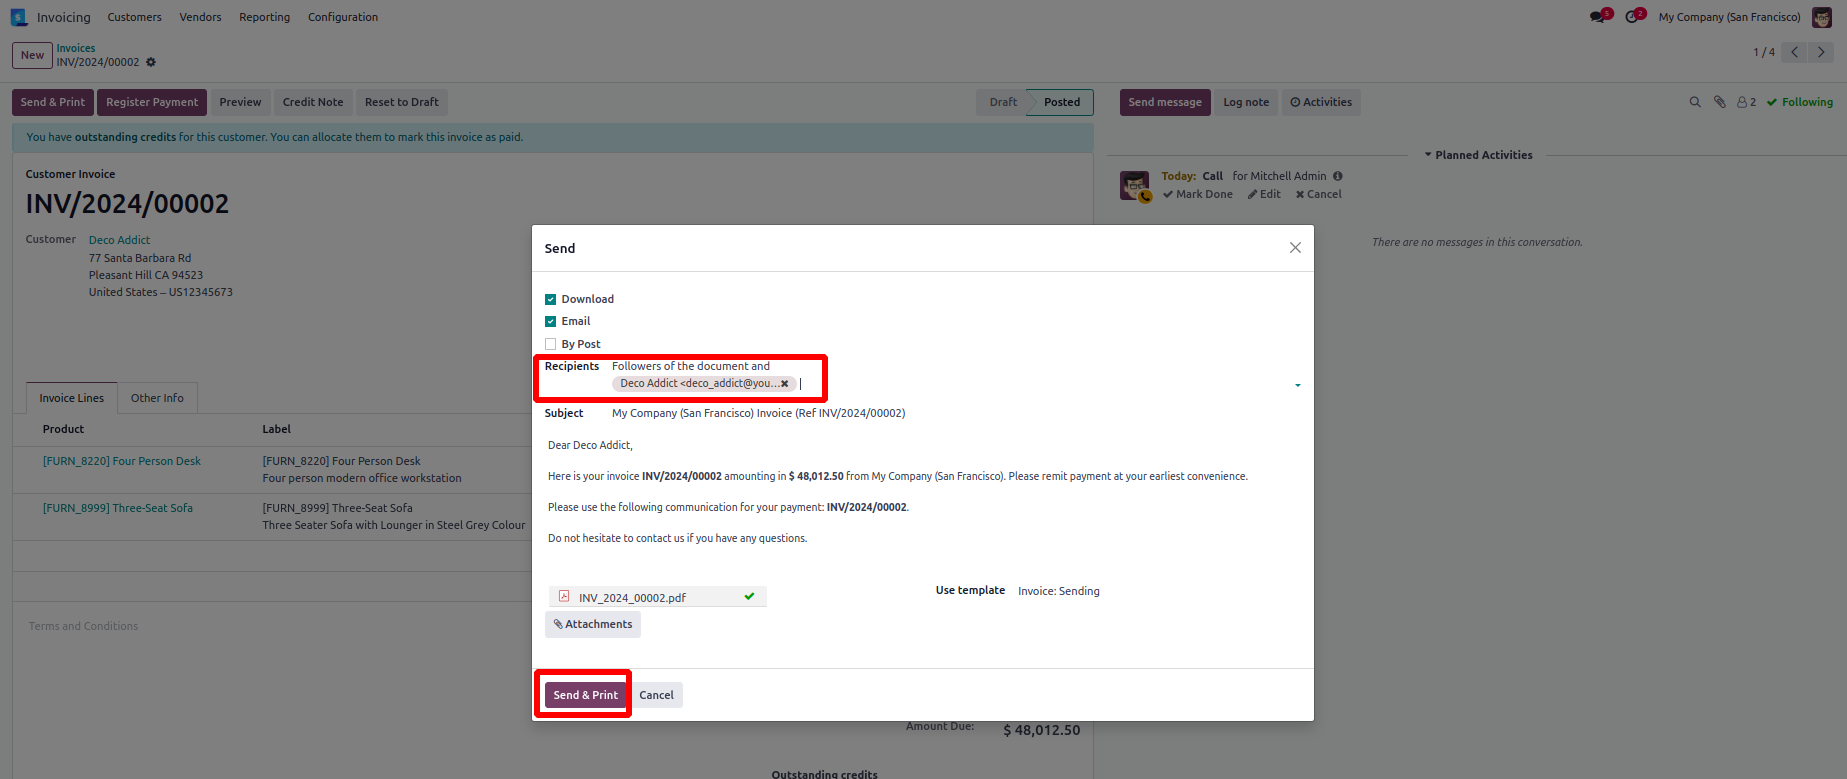 Invoicing Customers Vendors Reporting Configuration 5 2 My Company (San Francisco)
New Invoices
INV/2024/00002
1 / 4
Send & Print Register Payment Preview Credit Note Reset to Draft Draft Posted Send message Log note Activities 2 Following
You have outstanding credits for this customer. You can allocate them to mark this invoice as paid.
Planned Activities
Customer Invoice
Today: Call for Mitchell Admin
Mark Done Edit Cancel
INV/2024/00002
Customer Deco Addict
77 Santa Barbara Rd
Pleasant Hill CA 94523
United States – US12345673
There are no messages in this conversation.
Send
Download
Email
By Post
Recipients Followers of the document and
Deco Addict <deco_addict@you...
Subject My Company (San Francisco) Invoice (Ref INV/2024/00002)
Dear Deco Addict,
Here is your invoice INV/2024/00002 amounting in $ 48,012.50 from My Company (San Francisco). Please remit payment at your earliest convenience.
Please use the following communication for your payment: INV/2024/00002.
Do not hesitate to contact us if you have any questions.
INV_2024_00002.pdf
Use template Invoice: Sending
Attachments
Send & Print Cancel
Invoice Lines Other Info
Product Label
[FURN_8220] Four Person Desk [FURN_8220] Four Person Desk
Four person modern office workstation
[FURN_8999] Three-Seat Sofa [FURN_8999] Three-Seat Sofa
Three Seater Sofa with Lounger in Steel Grey Colour
Terms and Conditions
Amount Due: $ 48,012.50
Outstanding credits